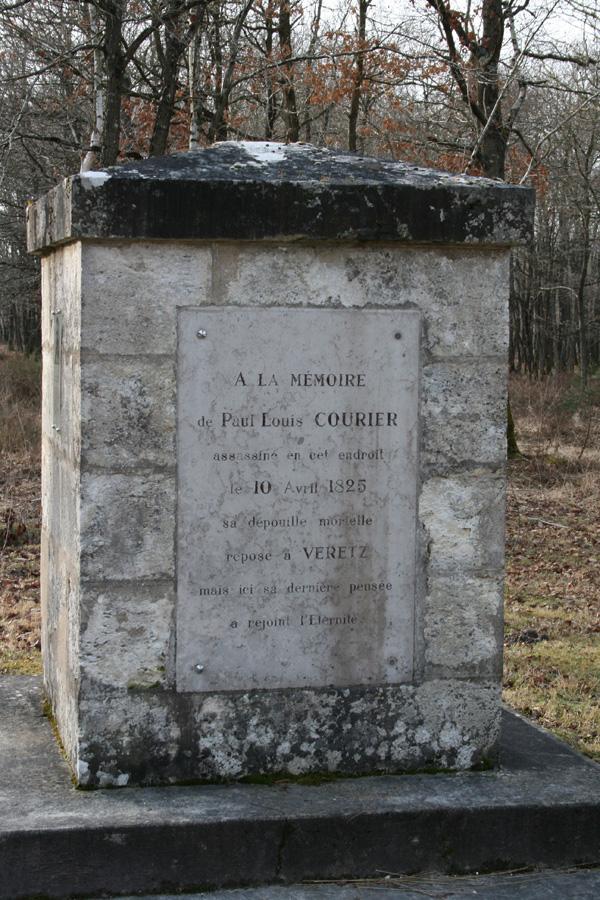 A LA MÉMOIRE
de Paul Louis COURIER
assassiné en cet endroit
le 10 Avril 1825
sa dépouille mortelle
repose à VERETZ
mais ici sa dernière pensée
a rejoint l'Eternité